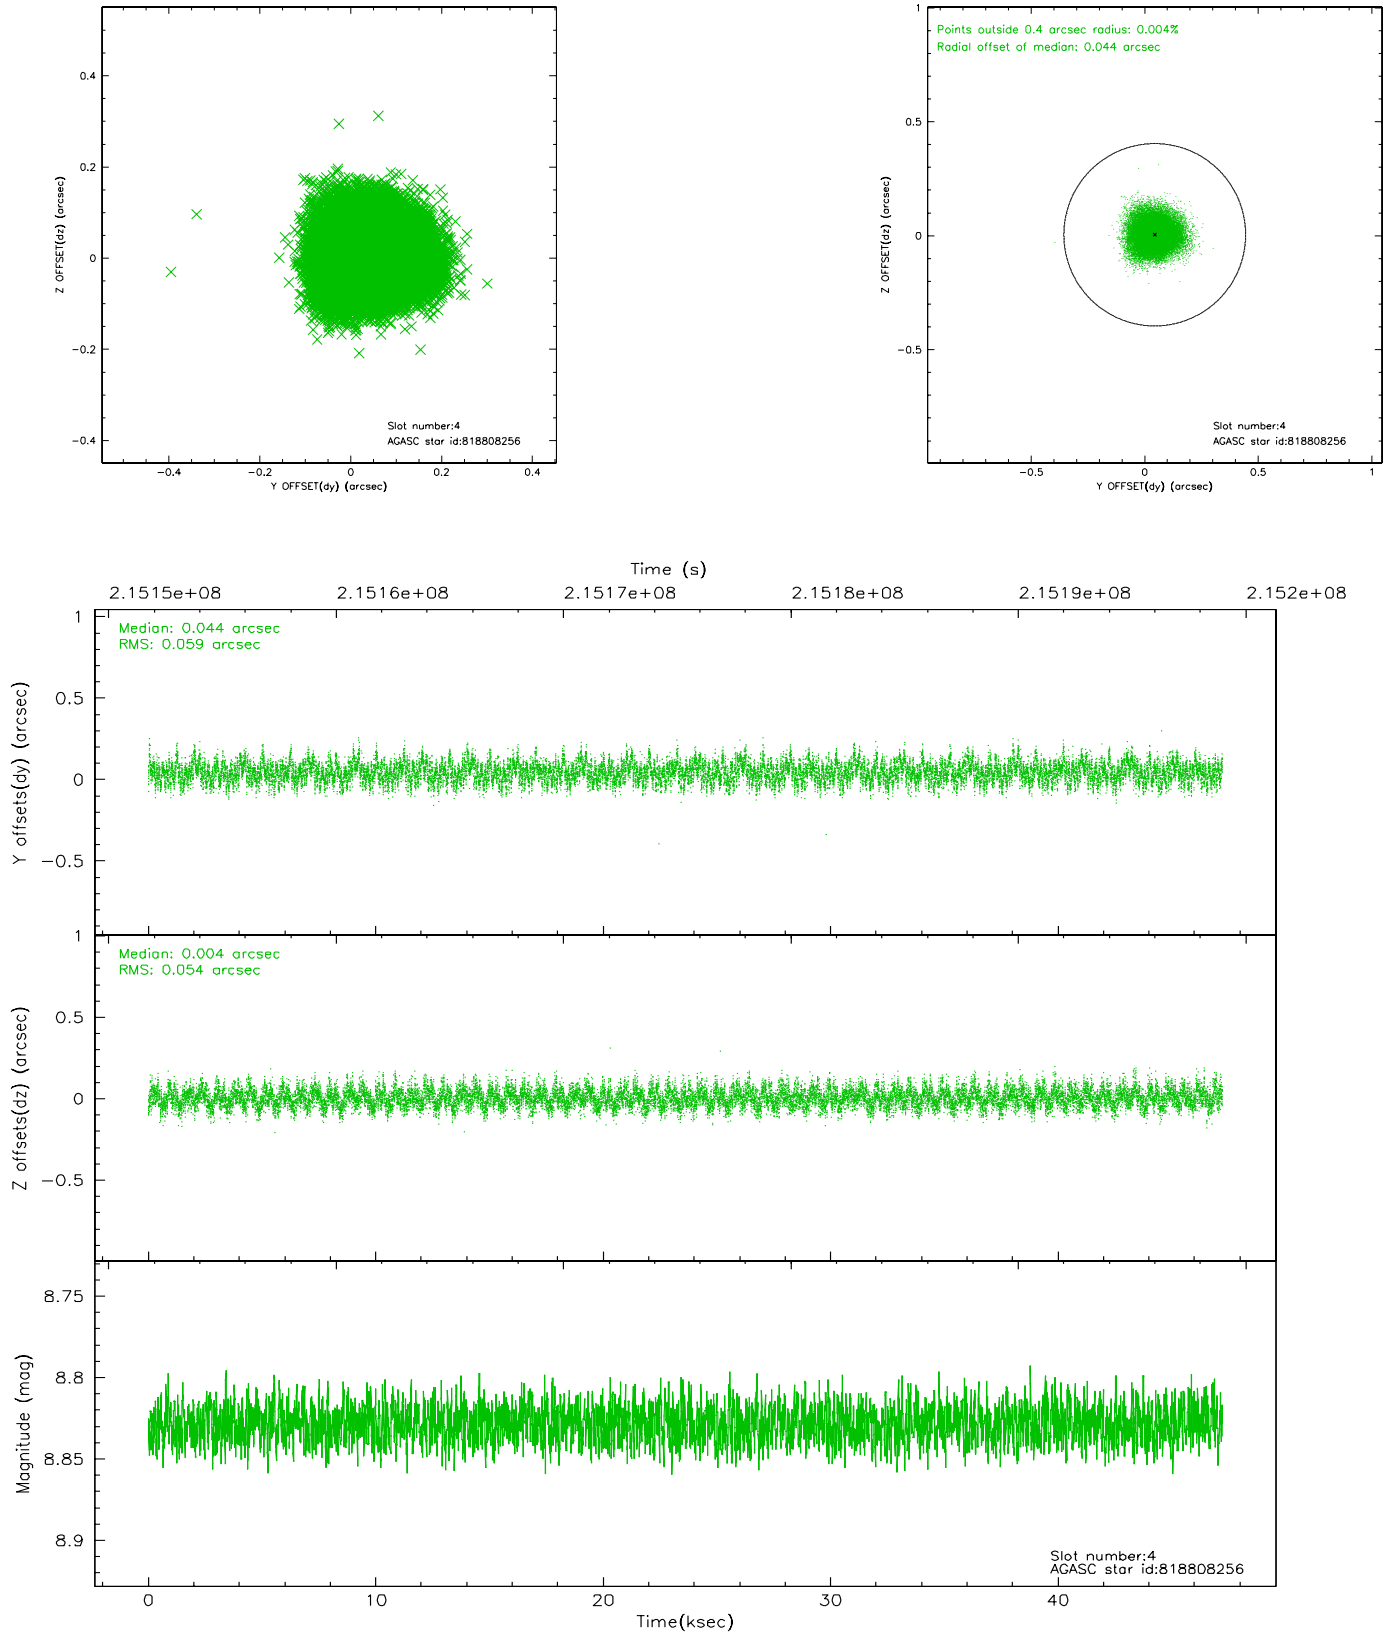 0.4
0.2
0
−0.2
−0.4
Z OFFSET(dz) (arcsec)
Slot number:4
AGASC star id:818808256
−0.4 −0.2 0 0.2 0.4
Y OFFSET(dy) (arcsec)
Points outside 0.4 arcsec radius: 0.004%
Radial offset of median: 0.044 arcsec
1
0.5
0
−0.5
Z OFFSET(dz) (arcsec)
Slot number:4
AGASC star id:818808256
−0.5 0 0.5 1
Y OFFSET(dy) (arcsec)
Time (s)
2.1515e+08 2.1516e+08 2.1517e+08 2.1518e+08 2.1519e+08 2.152e+08
Median: 0.044 arcsec
RMS: 0.059 arcsec
1
0.5
0
−0.5
Y offsets(dy) (arcsec)
Median: 0.004 arcsec
RMS: 0.054 arcsec
1
0.5
0
−0.5
Z offsets(dz) (arcsec)
8.75
8.8
8.85
8.9
Magnitude (mag)
Slot number:4
AGASC star id:818808256
0 10 20 30 40
Time(ksec)